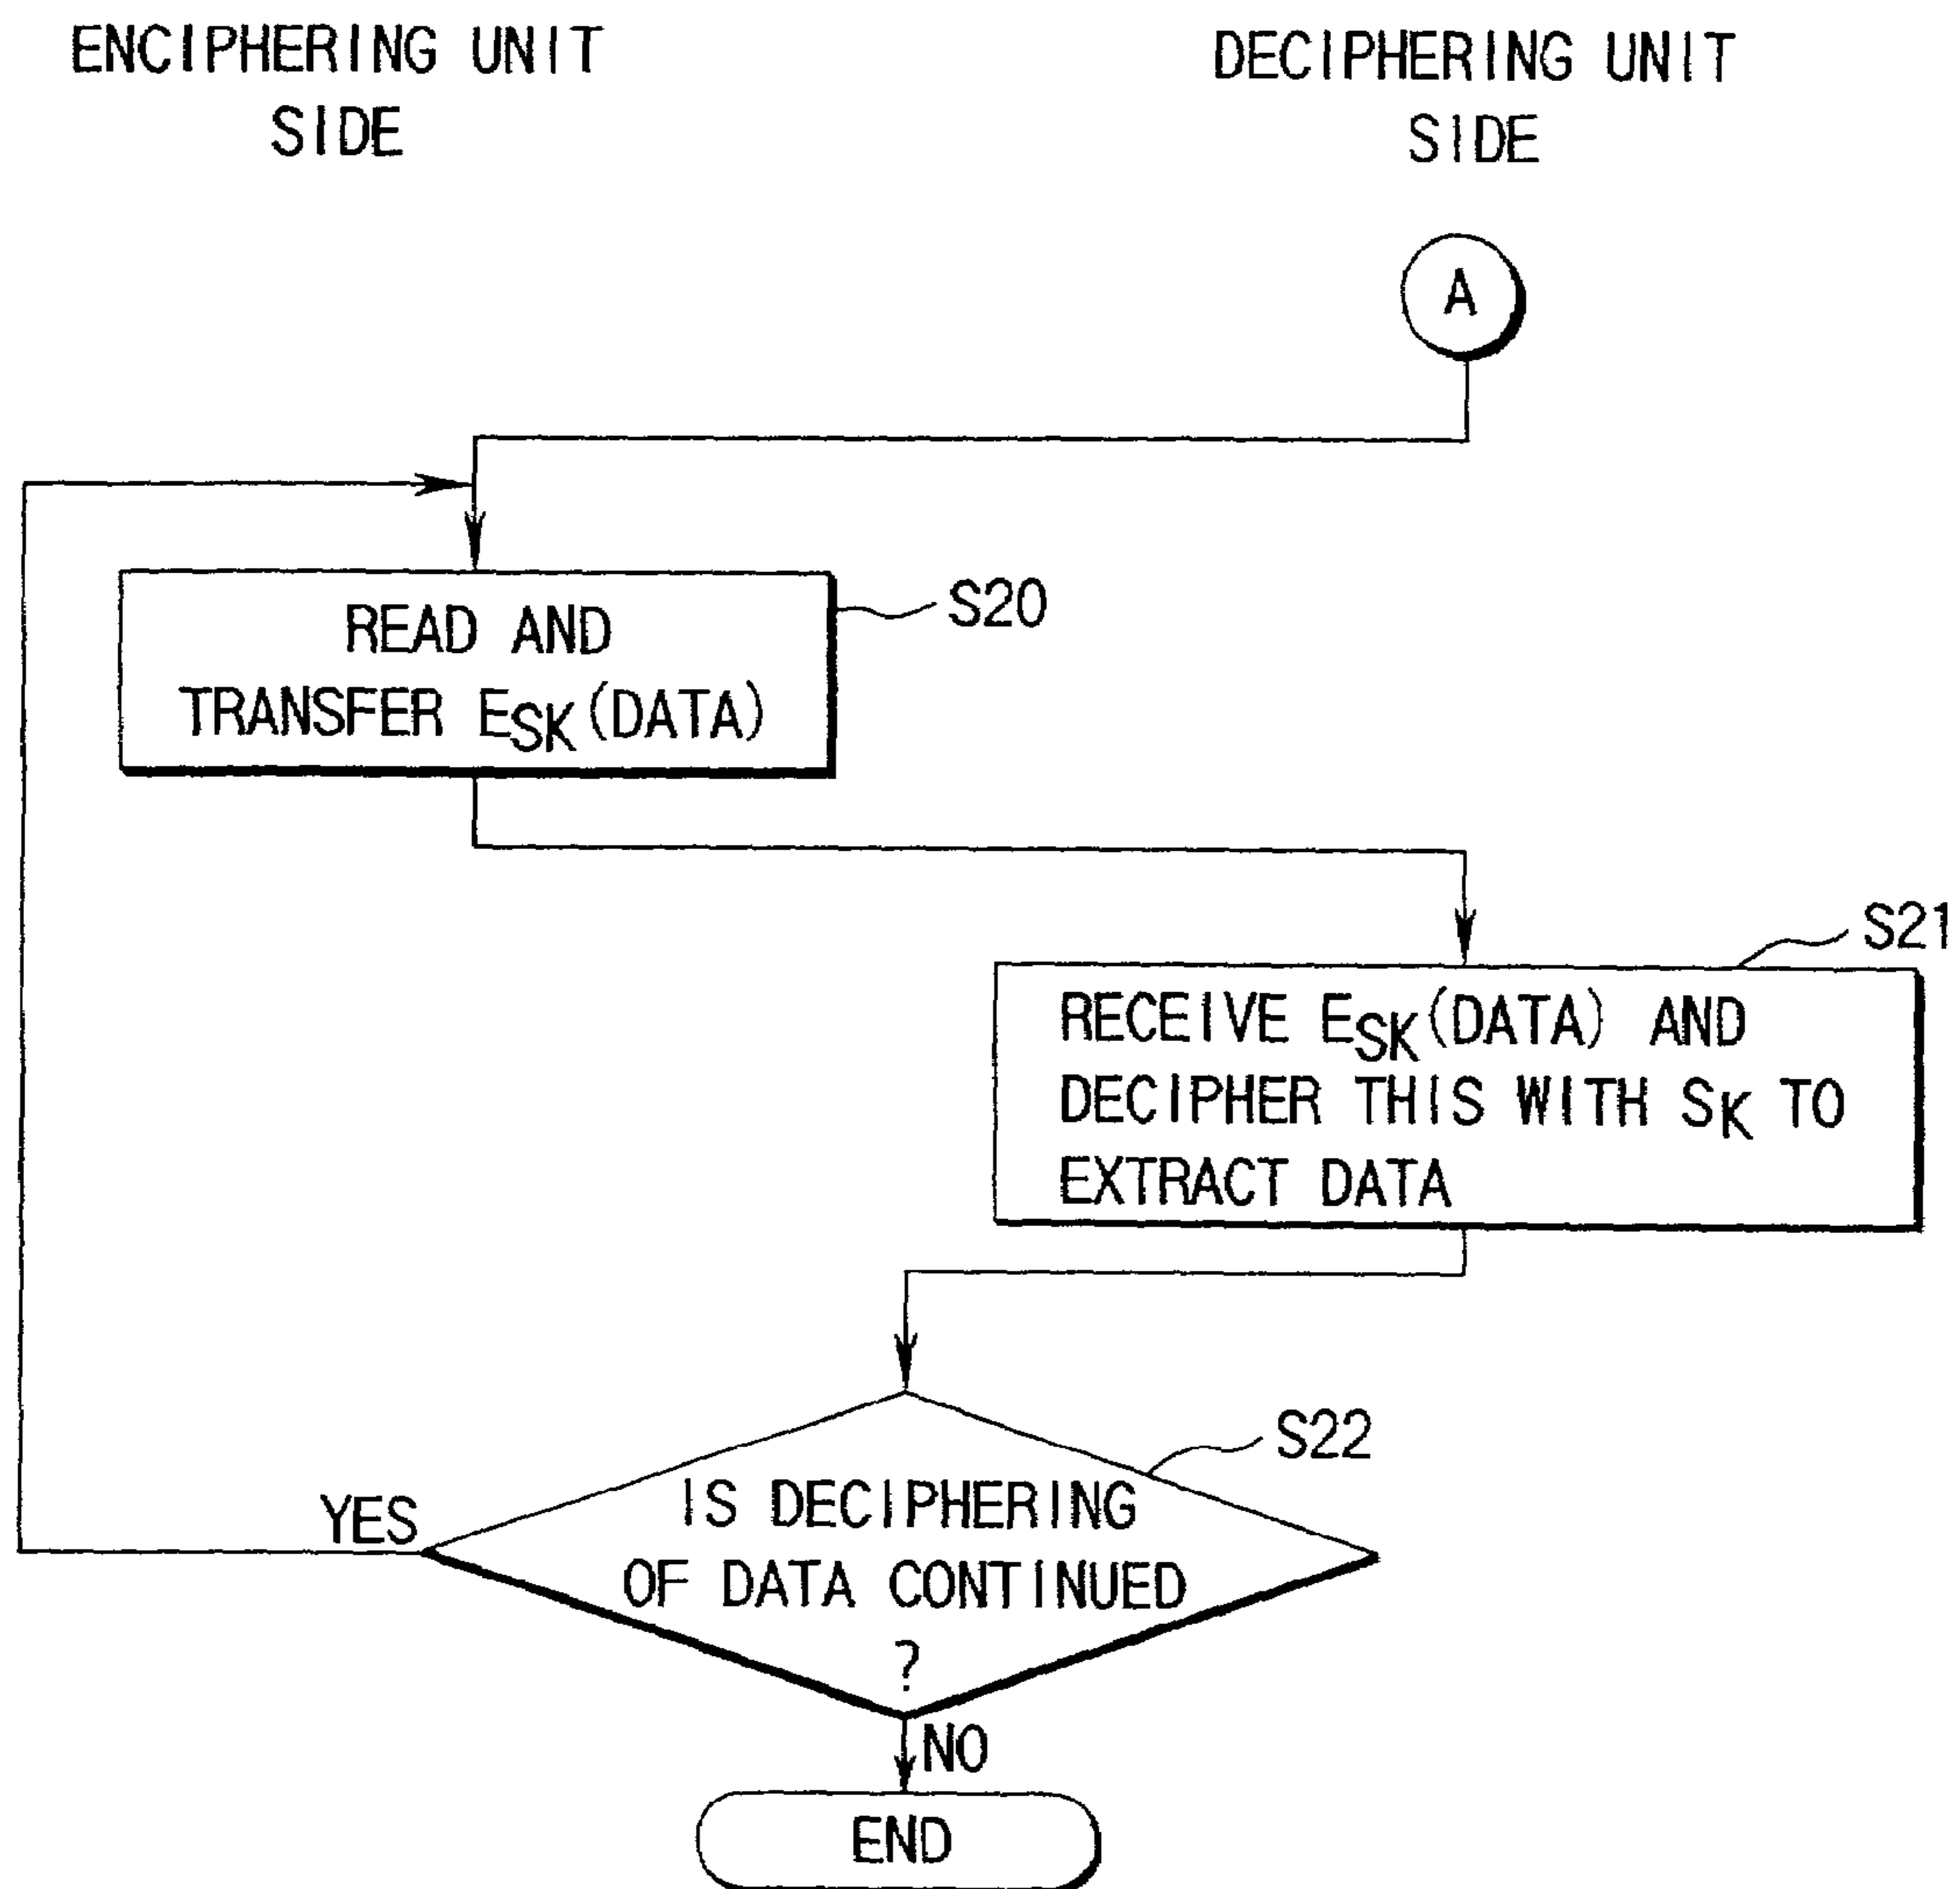 ENCIPHERING UNIT
SIDE
DECIPHERING UNIT
SIDE
A
READ AND
TRANSFER ESK(DATA)
S20
S21
RECEIVE ESK(DATA) AND
DECIPHER THIS WITH SK TO
EXTRACT DATA
S22
IS DECIPHERING
OF DATA CONTINUED
?
YES
NO
END